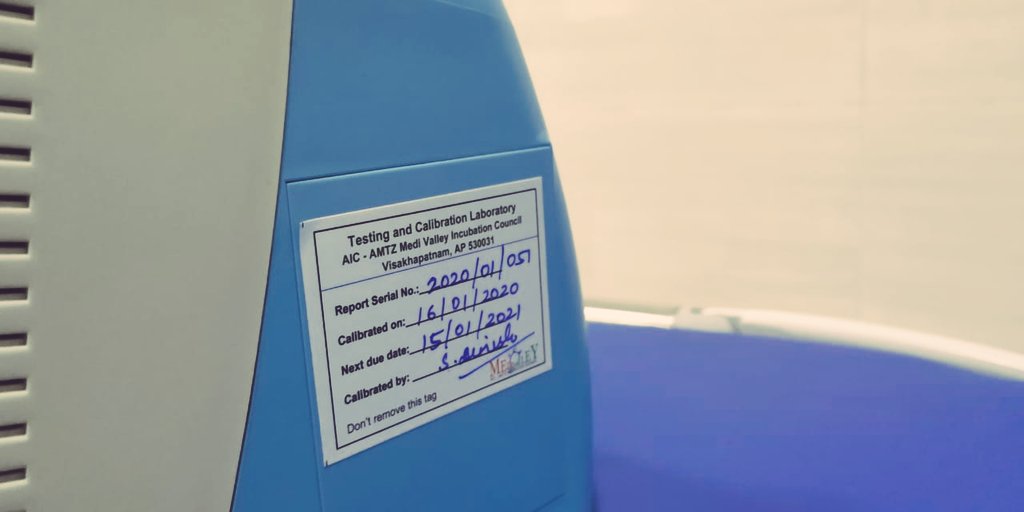 Testing and Calibration Laboratory
AIC - AMTZ Medi Valley Incubation Council
Visakhapatnam, AP 530031
Report Serial No.: 2020/01/051
Calibrated on: 16/01/2020
Next due date: 15/01/2021
Calibrated by: S.
Don't remove this tag